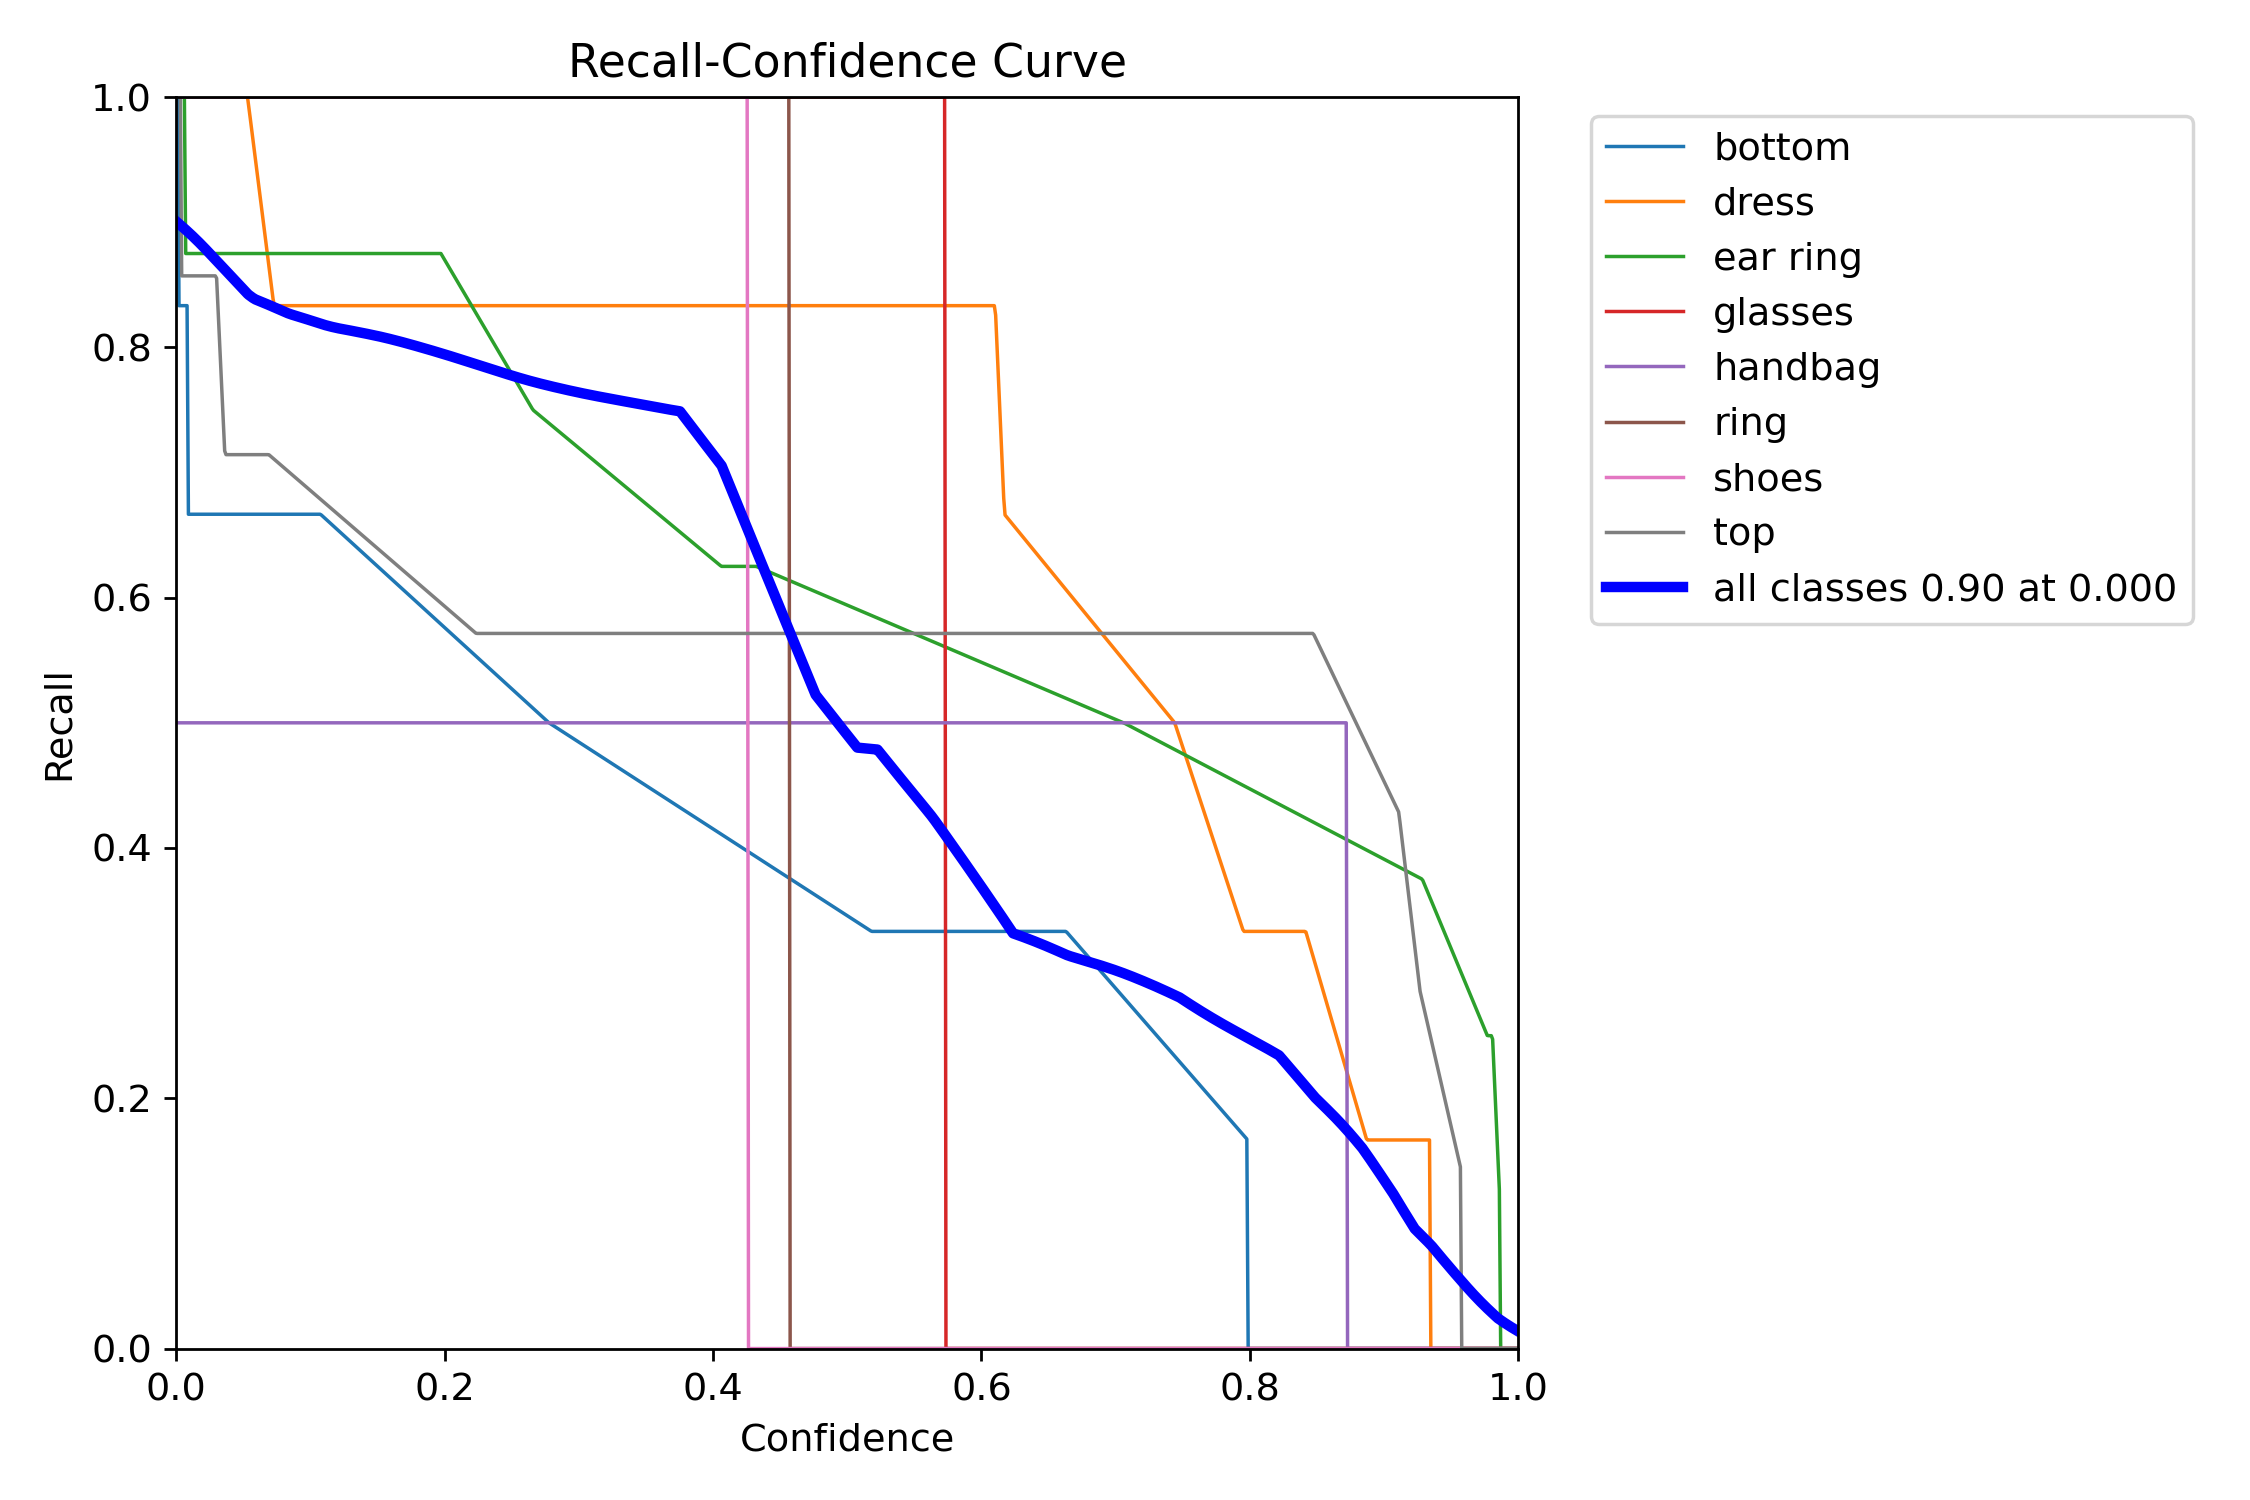 Recall-Confidence Curve
1.0
0.8
0.6
0.4
0.2
0.0
Recall
0.0 0.2 0.4 0.6 0.8 1.0
Confidence
bottom
dress
ear ring
glasses
handbag
ring
shoes
top
all classes 0.90 at 0.000